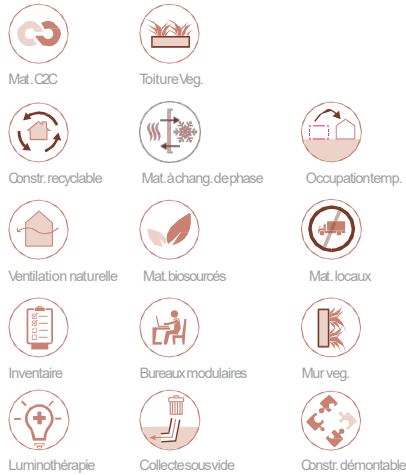 Mat. C2C
Toiture Veg.
Constr. recyclable
Mat. à chang. de phase
Occupation temp.
Ventilation naturelle
Mat. biosourcés
Mat. locaux
Inventaire
Bureaux modulaires
Mur veg.
Luminothérapie
Collecte sous vide
Constr. démontable